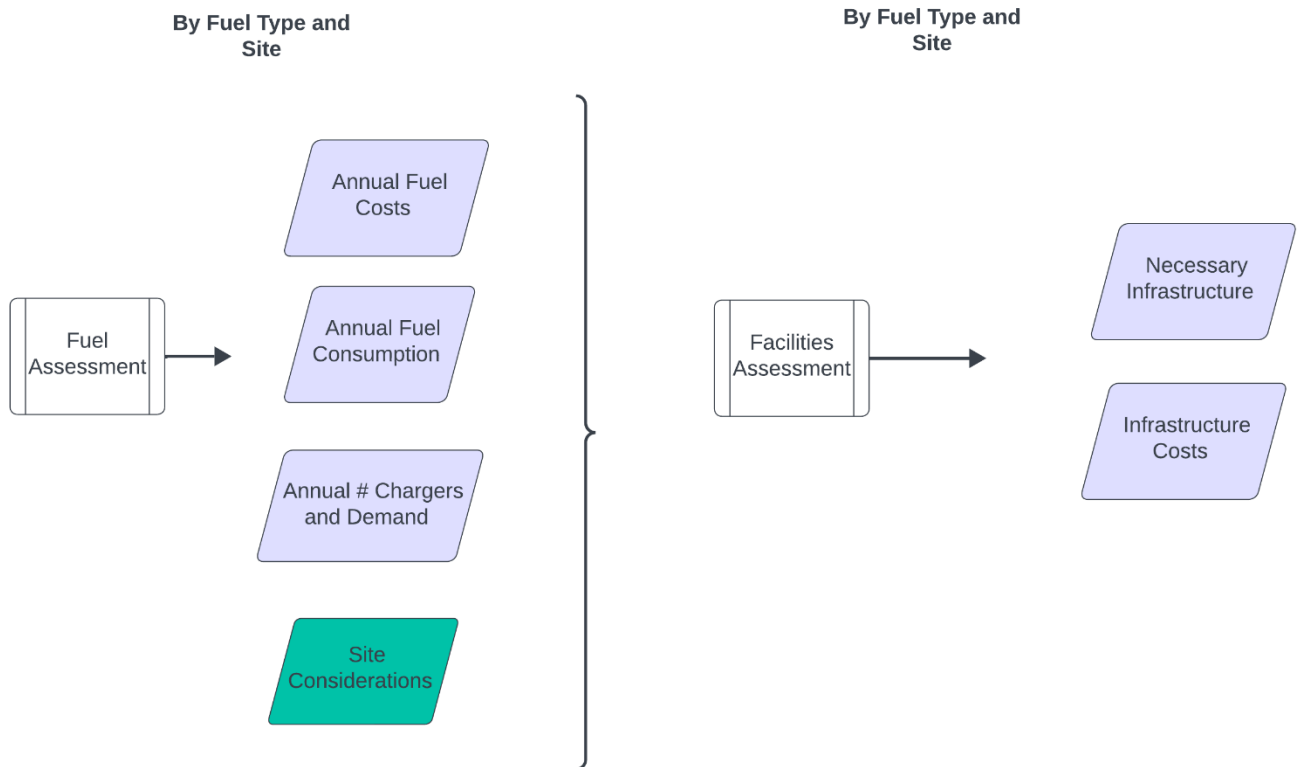 By Fuel Type and
Site
Annual Fuel
Costs
Fuel
Assessment
Annual Fuel
Consumption
Annual # Chargers
and Demand
Site
Considerations
By Fuel Type and
Site
Facilities
Assessment
Necessary
Infrastructure
Infrastructure
Costs